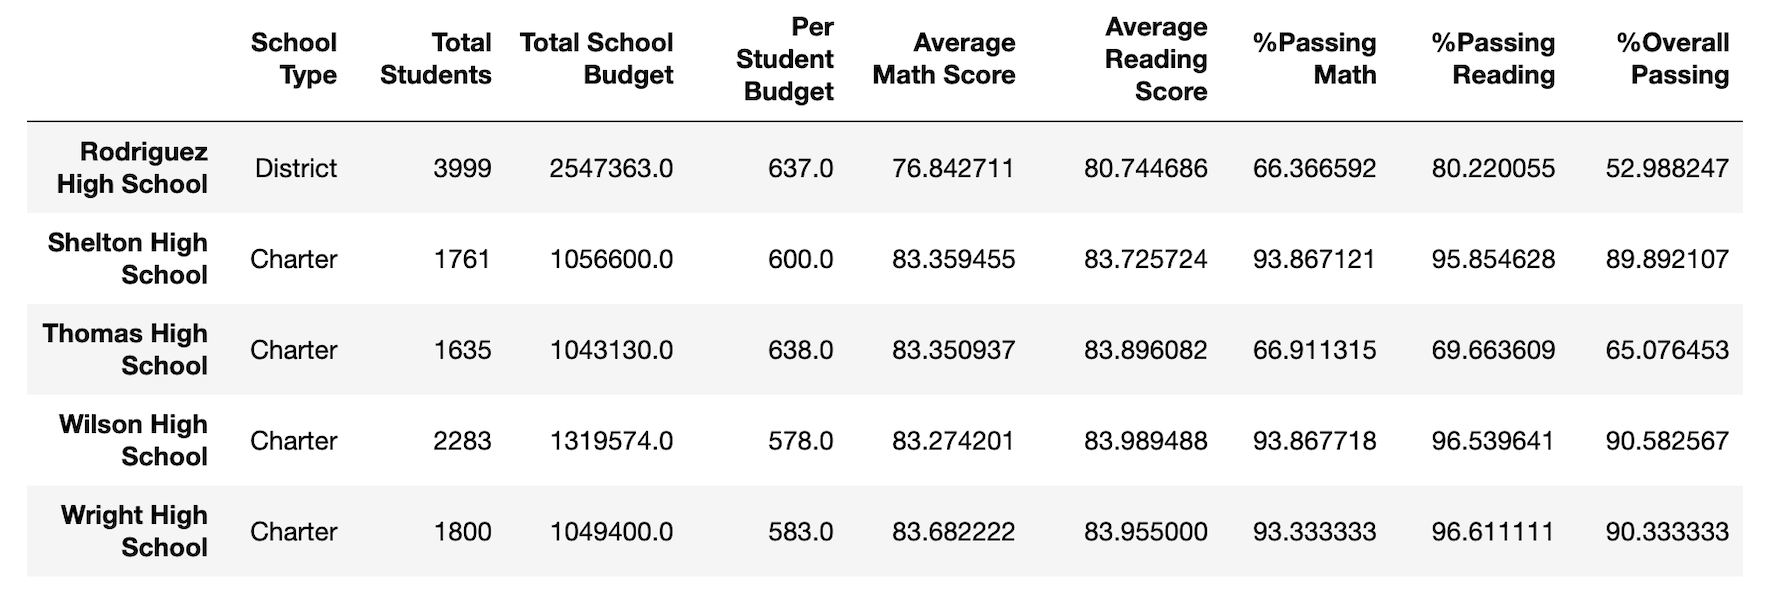 School Type Total Students Total School Budget Per Student Budget Average Math Score Average Reading Score %Passing Math %Passing Reading %Overall Passing
Rodriguez High School District 3999 2547363.0 637.0 76.842711 80.744686 66.366592 80.220055 52.988247
Shelton High School Charter 1761 1056600.0 600.0 83.359455 83.725724 93.867121 95.854628 89.892107
Thomas High School Charter 1635 1043130.0 638.0 83.350937 83.896082 66.911315 69.663609 65.076453
Wilson High School Charter 2283 1319574.0 578.0 83.274201 83.989488 93.867718 96.539641 90.582567
Wright High School Charter 1800 1049400.0 583.0 83.682222 83.955000 93.333333 96.611111 90.333333